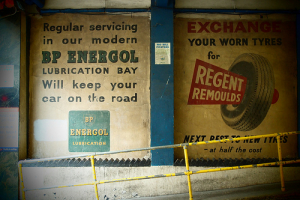 Regular servicing
in our modern
BP ENERGOL
LUBRICATION BAY
Will keep your
car on the road
BP
ENERGOL
LUBRICATION
EXCHANGE
YOUR WORN TYRES
for
REGENT
REMOULDS
NEXT BEST TO NEW TYRES
- at half the cost